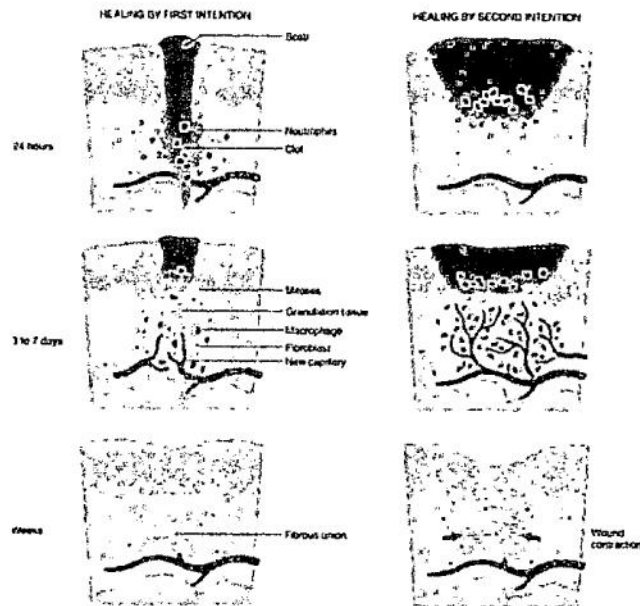 HEALING BY FIRST INTENTION
HEALING BY SECOND INTENTION
Scab
Neutrophils
Clot
24 hours
Mitoses
Granulation tissue
Macrophage
Fibroblast
New capillary
3 to 7 days
Weeks
Fibrous union
Wound
contraction